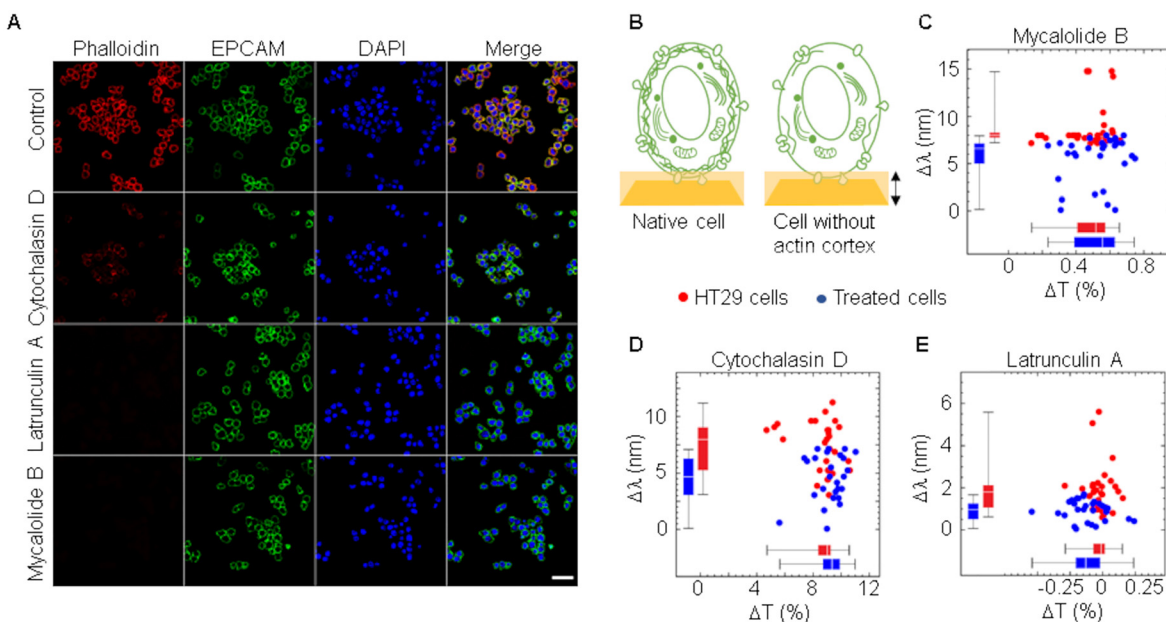 A
Phalloidin EPCAM DAPI Merge
Control
Cytochalasin D
Latrunculin A
Mycalolide B
B
Native cell
Cell without
actin cortex
C
Mycalolide B
Δλ (nm)
15
10
5
0
0 0.4 0.8
ΔT (%)
HT29 cells Treated cells
D
Cytochalasin D
Δλ (nm)
10
5
0
0 4 8 12
ΔT (%)
E
Latrunculin A
Δλ (nm)
6
4
2
0
-0.25 0 0.25
ΔT (%)